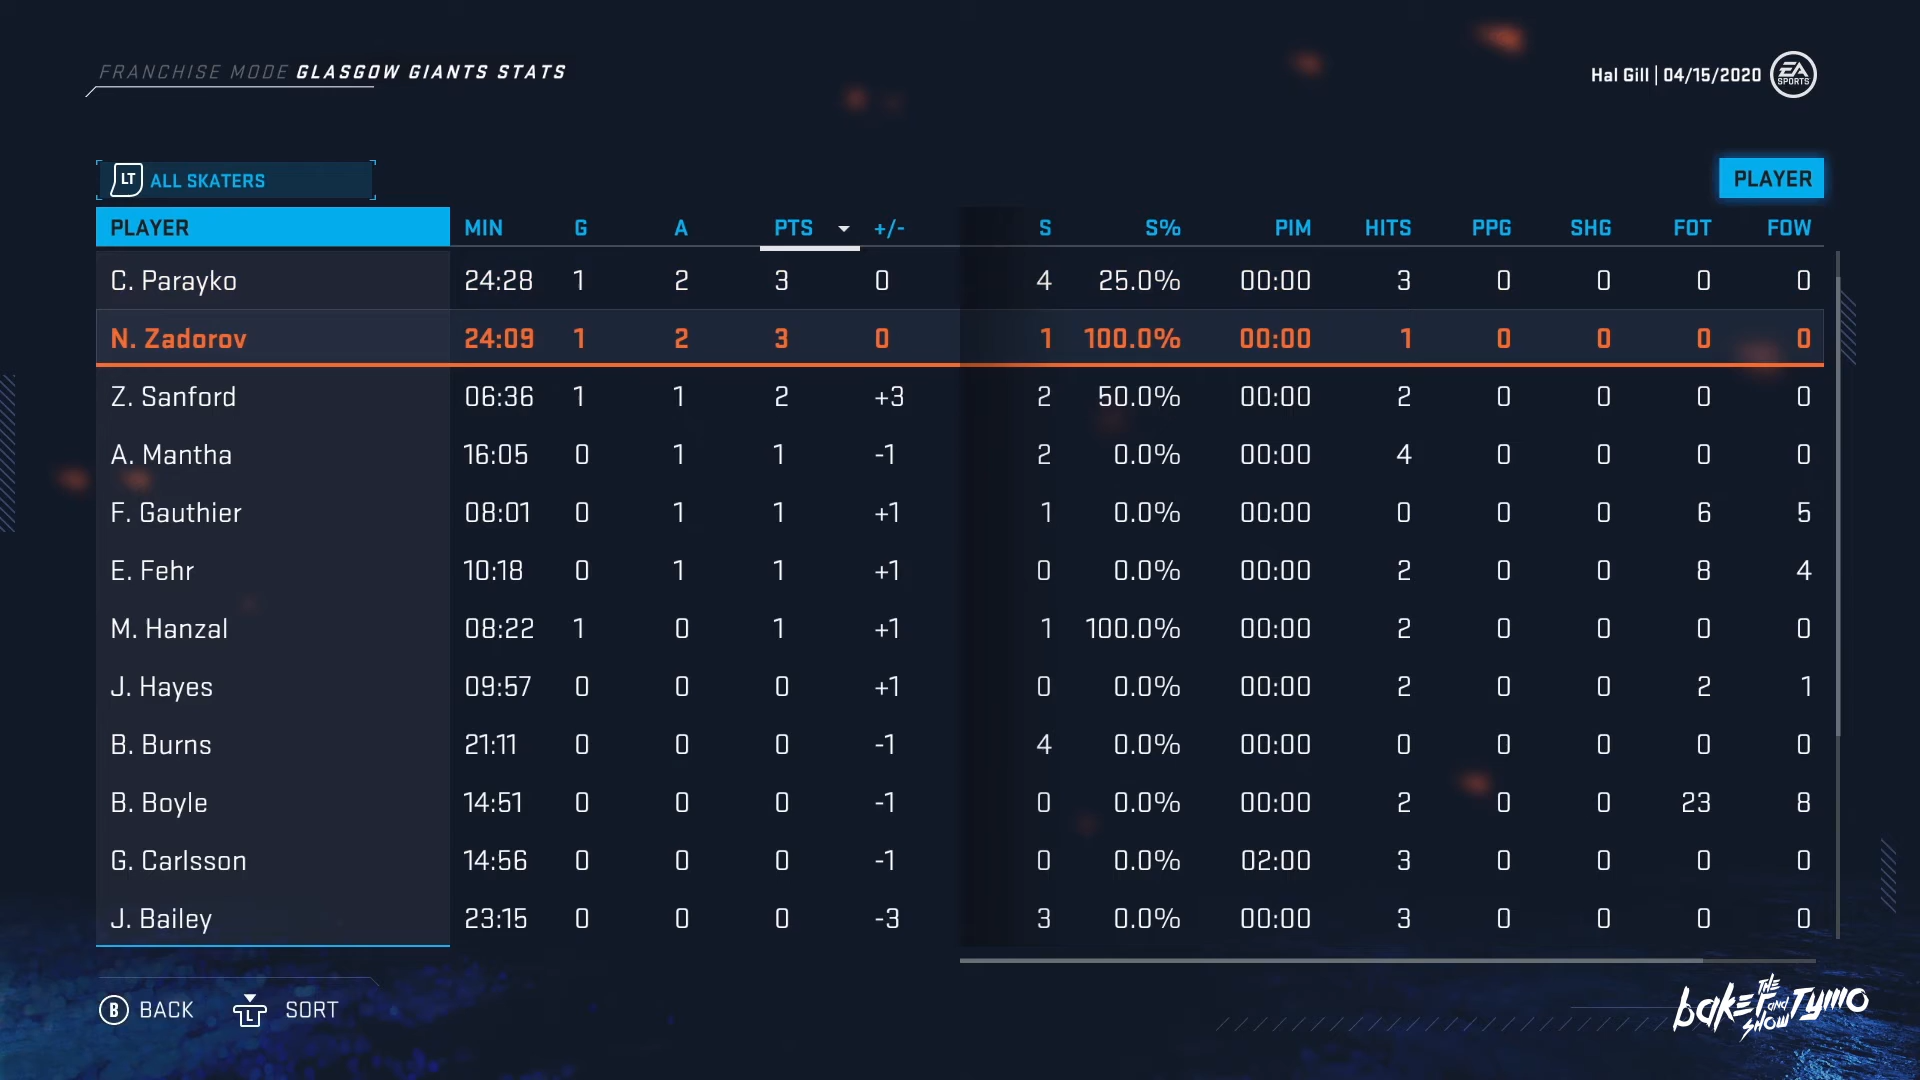 FRANCHISE MODE GLASGOW GIANTS STATS
Hal Gill | 04/15/2020 EA SPORTS
LT ALL SKATERS
PLAYER
PLAYER MIN G A PTS +/- S S% PIM HITS PPG SHG FOT FOW
C. Parayko 24:28 1 2 3 0 4 25.0% 00:00 3 0 0 0 0
N. Zadorov 24:09 1 2 3 0 1 100.0% 00:00 1 0 0 0 0
Z. Sanford 06:36 1 1 2 +3 2 50.0% 00:00 2 0 0 0 0
A. Mantha 16:05 0 1 1 -1 2 0.0% 00:00 4 0 0 0 0
F. Gauthier 08:01 0 1 1 +1 1 0.0% 00:00 0 0 0 6 5
E. Fehr 10:18 0 1 1 +1 0 0.0% 00:00 2 0 0 8 4
M. Hanzal 08:22 1 0 1 +1 1 100.0% 00:00 2 0 0 0 0
J. Hayes 09:57 0 0 0 +1 0 0.0% 00:00 2 0 0 2 1
B. Burns 21:11 0 0 0 -1 4 0.0% 00:00 0 0 0 0 0
B. Boyle 14:51 0 0 0 -1 0 0.0% 00:00 2 0 0 23 8
G. Carlsson 14:56 0 0 0 -1 0 0.0% 02:00 3 0 0 0 0
J. Bailey 23:15 0 0 0 -3 3 0.0% 00:00 3 0 0 0 0
B BACK L SORT
THE baker and Tymo SHOW